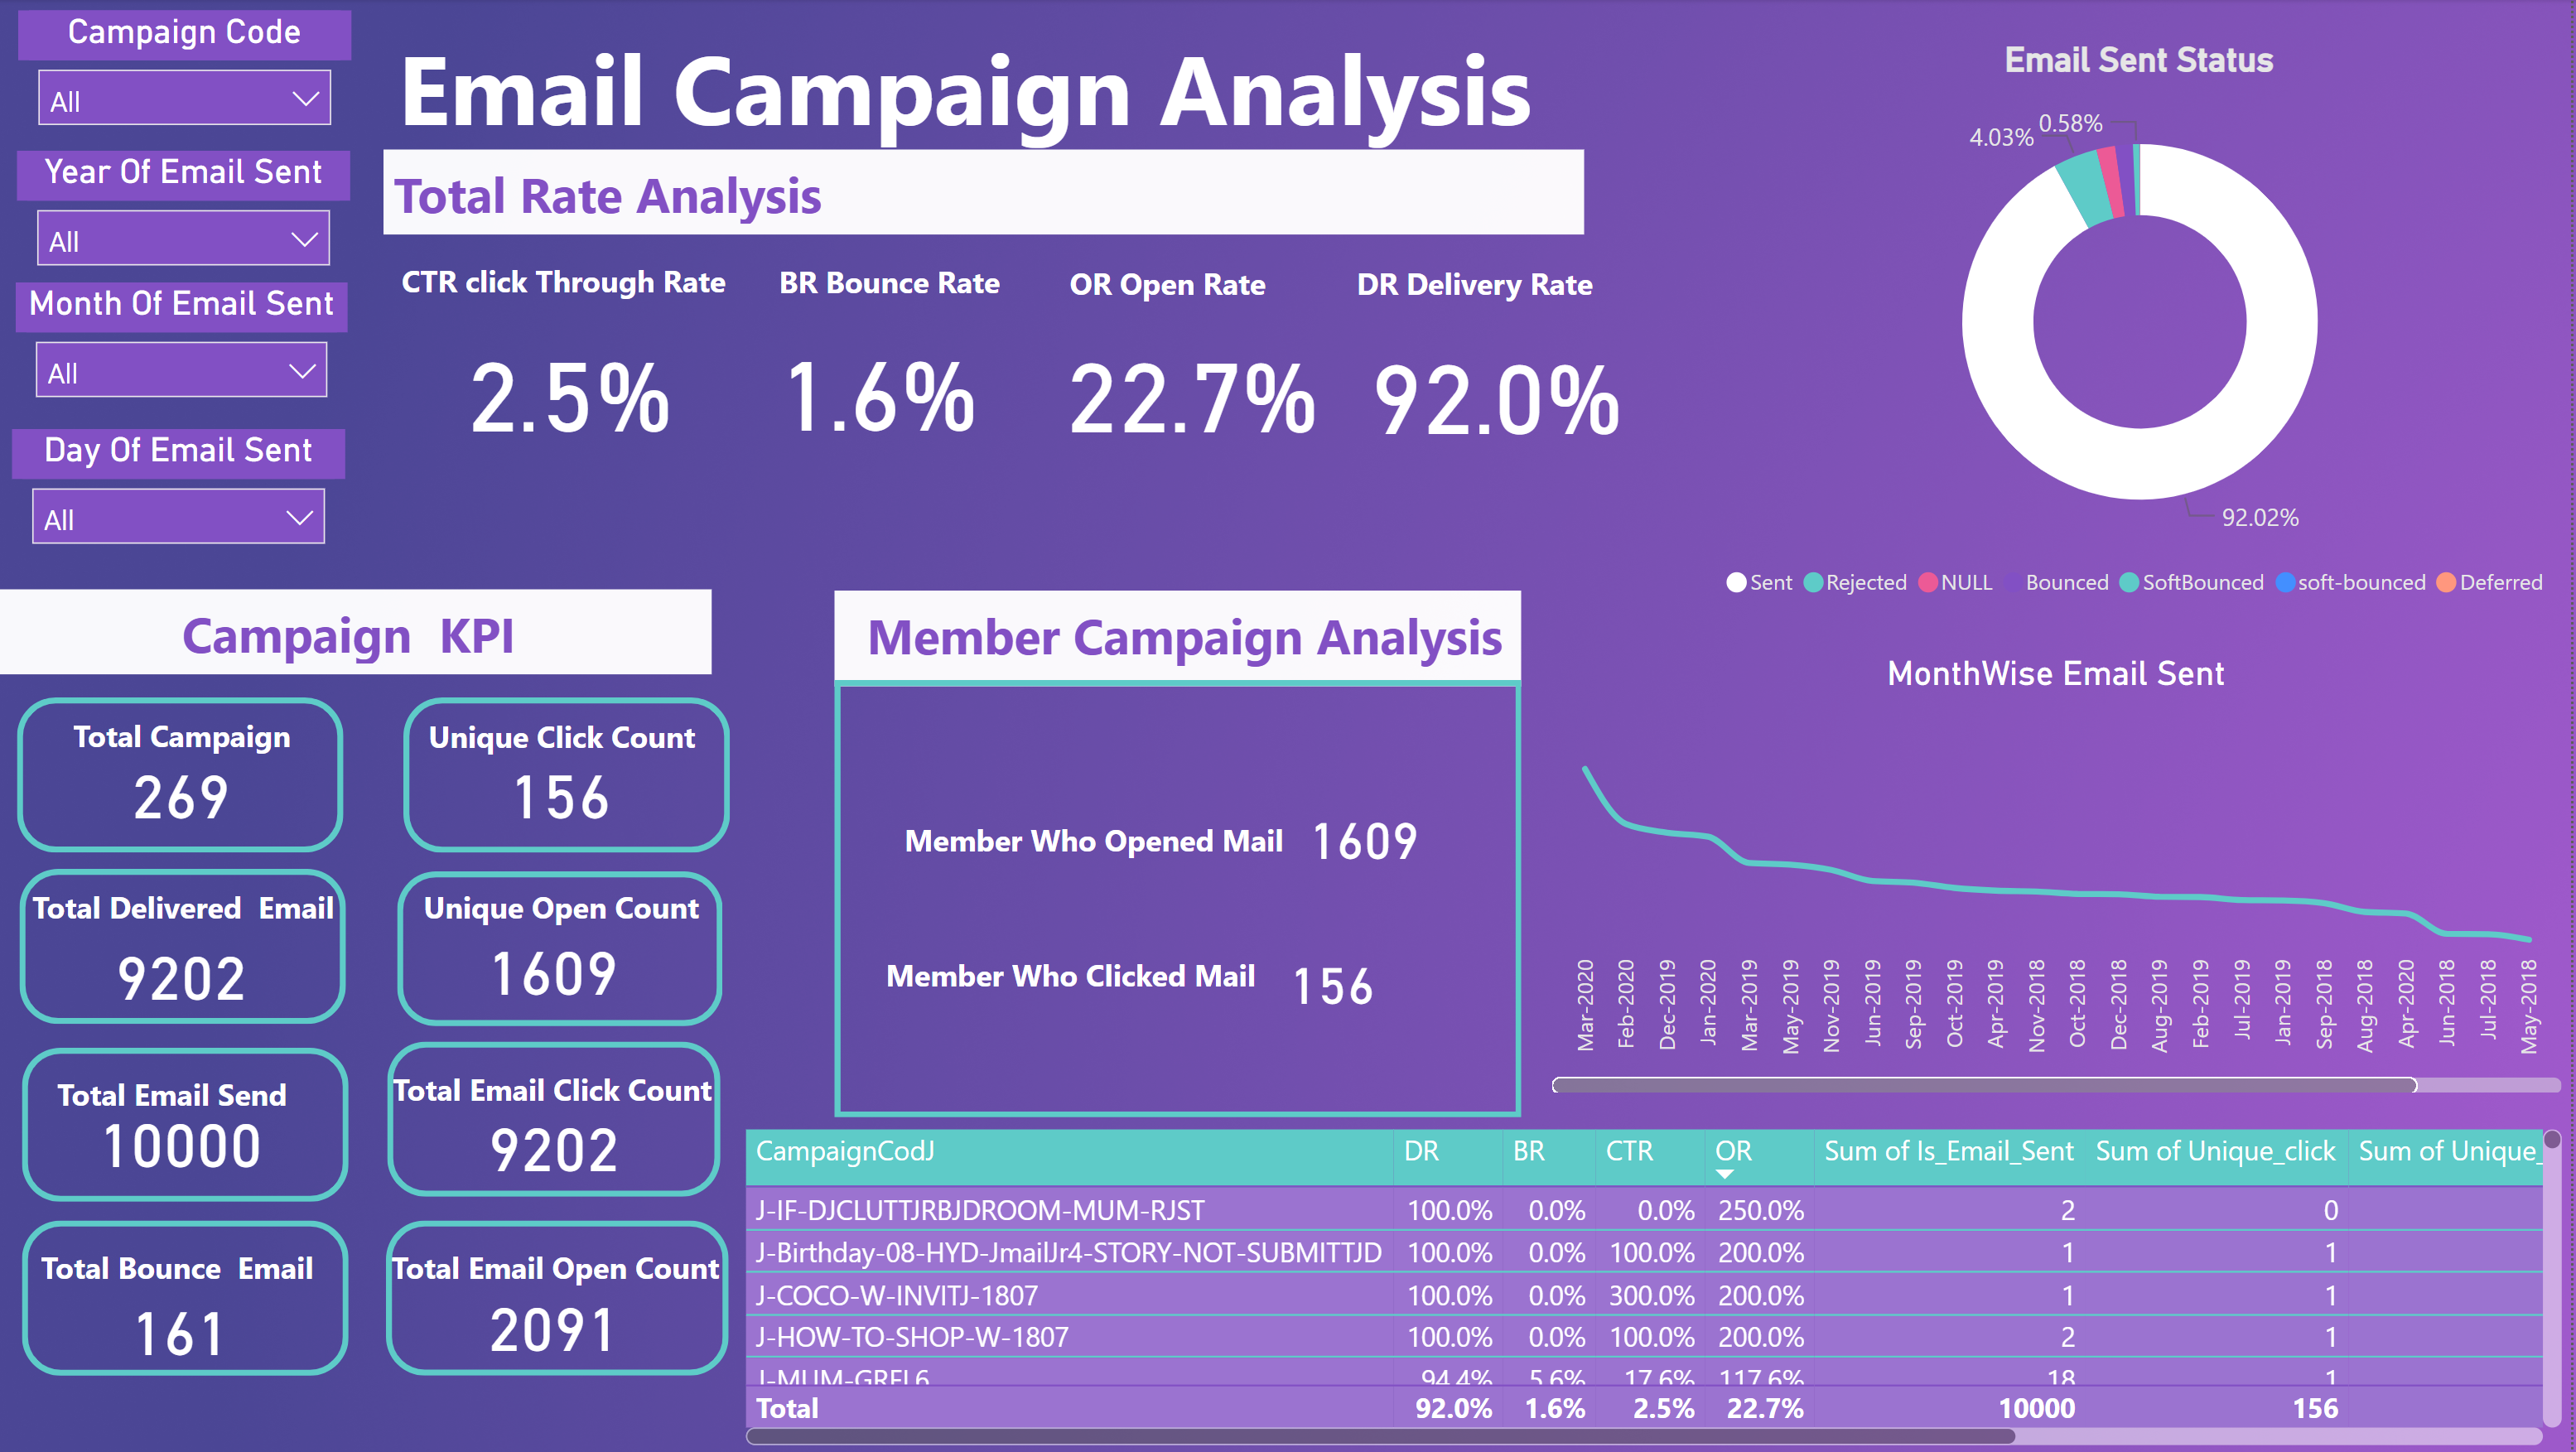 Campaign Code
All
Year Of Email Sent
All
Month Of Email Sent
All
Day Of Email Sent
All
Email Campaign Analysis
Total Rate Analysis
CTR click Through Rate
2.5%
BR Bounce Rate
1.6%
OR Open Rate
22.7%
DR Delivery Rate
92.0%
Email Sent Status
4.03%
0.58%
92.02%
Sent Rejected NULL Bounced SoftBounced soft-bounced Deferred
Campaign KPI
Total Campaign
269
Unique Click Count
156
Total Delivered Email
9202
Unique Open Count
1609
Total Email Send
10000
Total Email Click Count
9202
Total Bounce Email
161
Total Email Open Count
2091
Member Campaign Analysis
Member Who Opened Mail 1609
Member Who Clicked Mail 156
MonthWise Email Sent
Mar-2020
Feb-2020
Dec-2019
Jan-2020
Mar-2019
May-2019
Nov-2019
Jun-2019
Sep-2019
Oct-2019
Apr-2019
Nov-2018
Oct-2018
Dec-2018
Aug-2019
Feb-2019
Jul-2019
Jan-2019
Sep-2018
Aug-2018
Apr-2020
Jun-2018
Jul-2018
May-2018
CampaignCodJ DR BR CTR OR Sum of Is_Email_Sent Sum of Unique_click Sum of Unique_
J-IF-DJCLUTTJRBJDROOM-MUM-RJST 100.0% 0.0% 0.0% 250.0% 2 0
J-Birthday-08-HYD-JmailJr4-STORY-NOT-SUBMITTJD 100.0% 0.0% 100.0% 200.0% 1 1
J-COCO-W-INVITJ-1807 100.0% 0.0% 300.0% 200.0% 1 1
J-HOW-TO-SHOP-W-1807 100.0% 0.0% 100.0% 200.0% 2 1
94.4% 5.6% 17.6% 117.6% 18 1
Total 92.0% 1.6% 2.5% 22.7% 10000 156